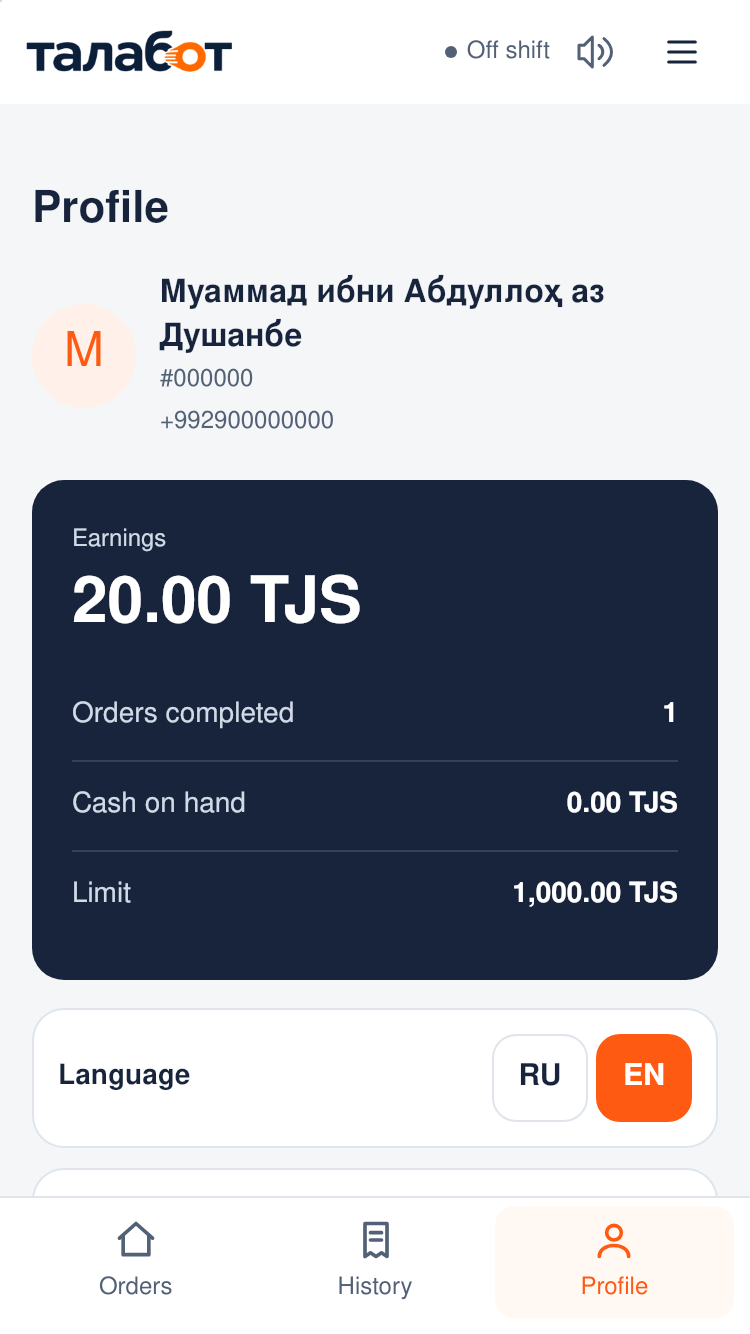 талабот
Off shift
Profile
М
Муаммад ибни Абдуллоҳ аз
Душанбе
#000000
+992900000000
Earnings
20.00 TJS
Orders completed
1
Cash on hand
0.00 TJS
Limit
1,000.00 TJS
Language
RU
EN
Orders
History
Profile